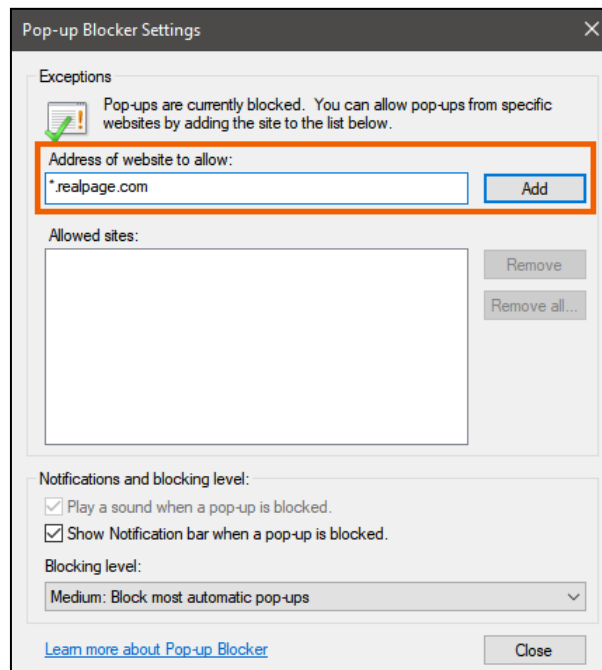 Pop-up Blocker Settings
Exceptions
Pop-ups are currently blocked. You can allow pop-ups from specific
websites by adding the site to the list below.
Address of website to allow:
*.realpage.com
Add
Allowed sites:
Remove
Remove all...
Notifications and blocking level:
Play a sound when a pop-up is blocked.
Show Notification bar when a pop-up is blocked.
Blocking level:
Medium: Block most automatic pop-ups
Learn more about Pop-up Blocker
Close